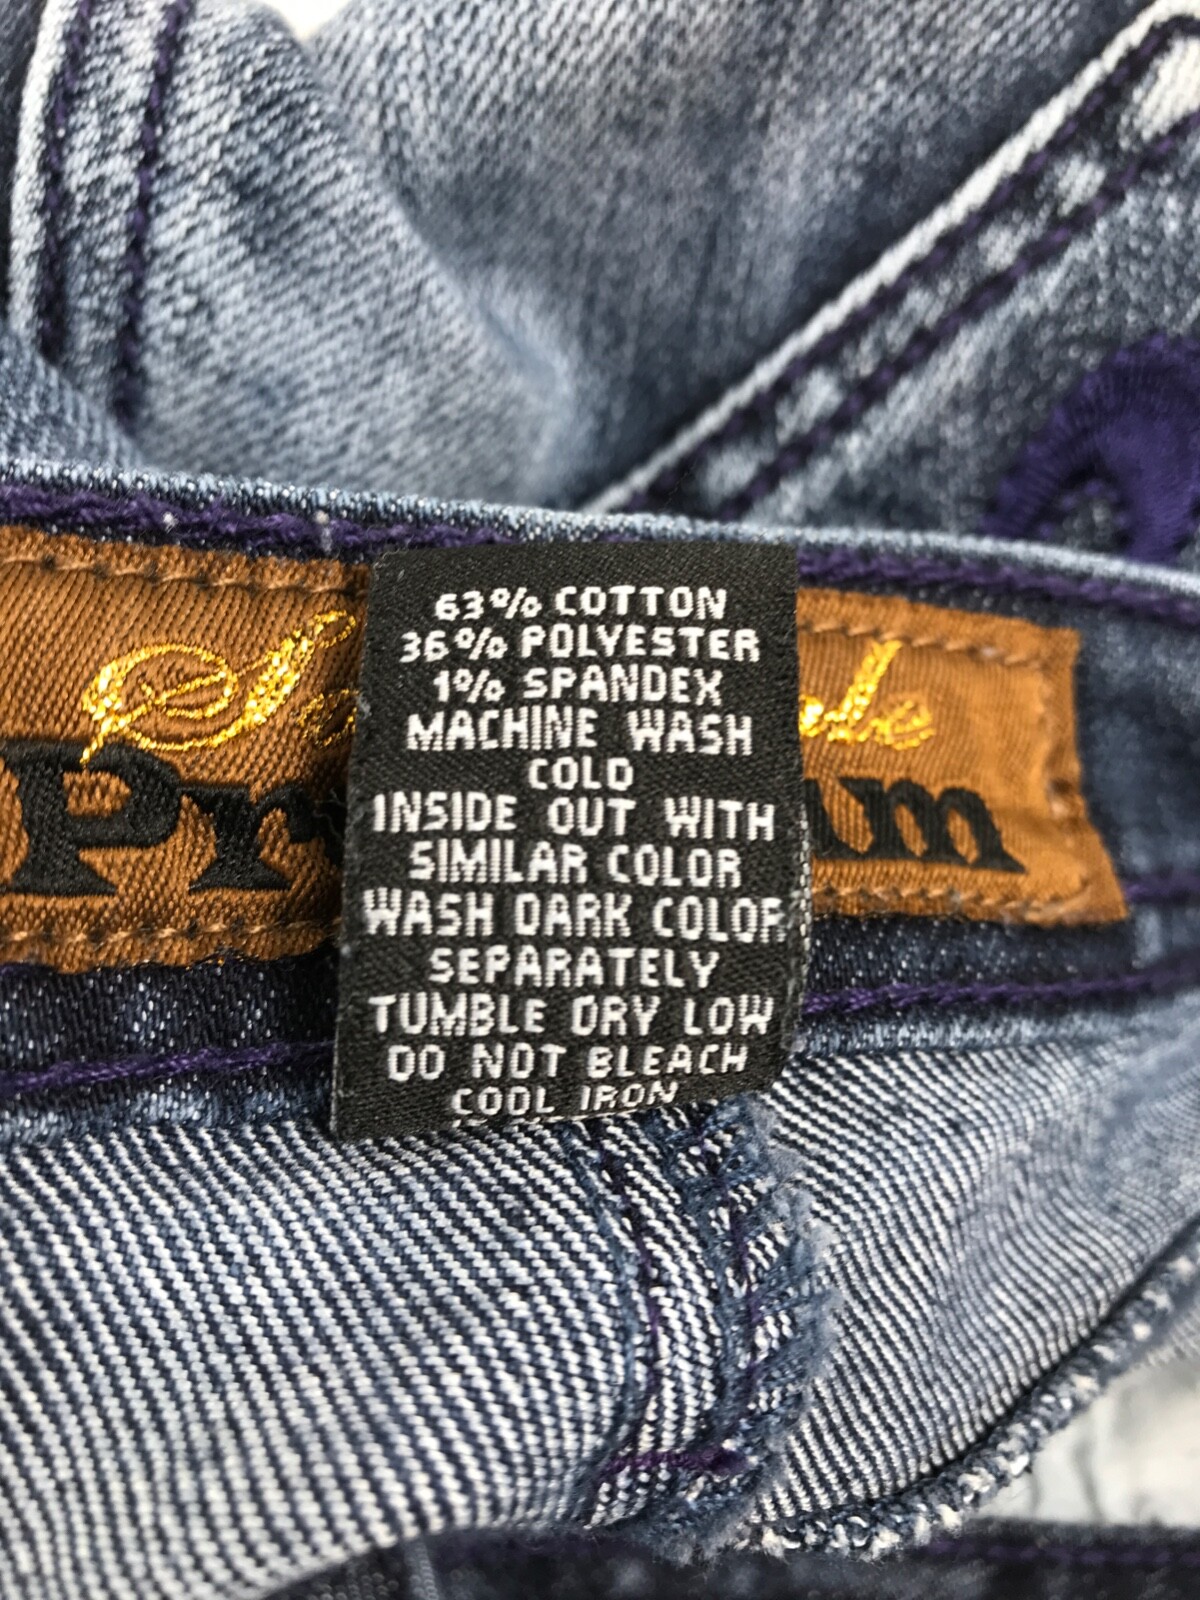 63% COTTON
36% POLYESTER
1% SPANDEX
MACHINE WASH
COLD
INSIDE OUT WITH
SIMILAR COLOR
WASH DARK COLOR
SEPARATELY
TUMBLE DRY LOW
DO NOT BLEACH
COOL IRON